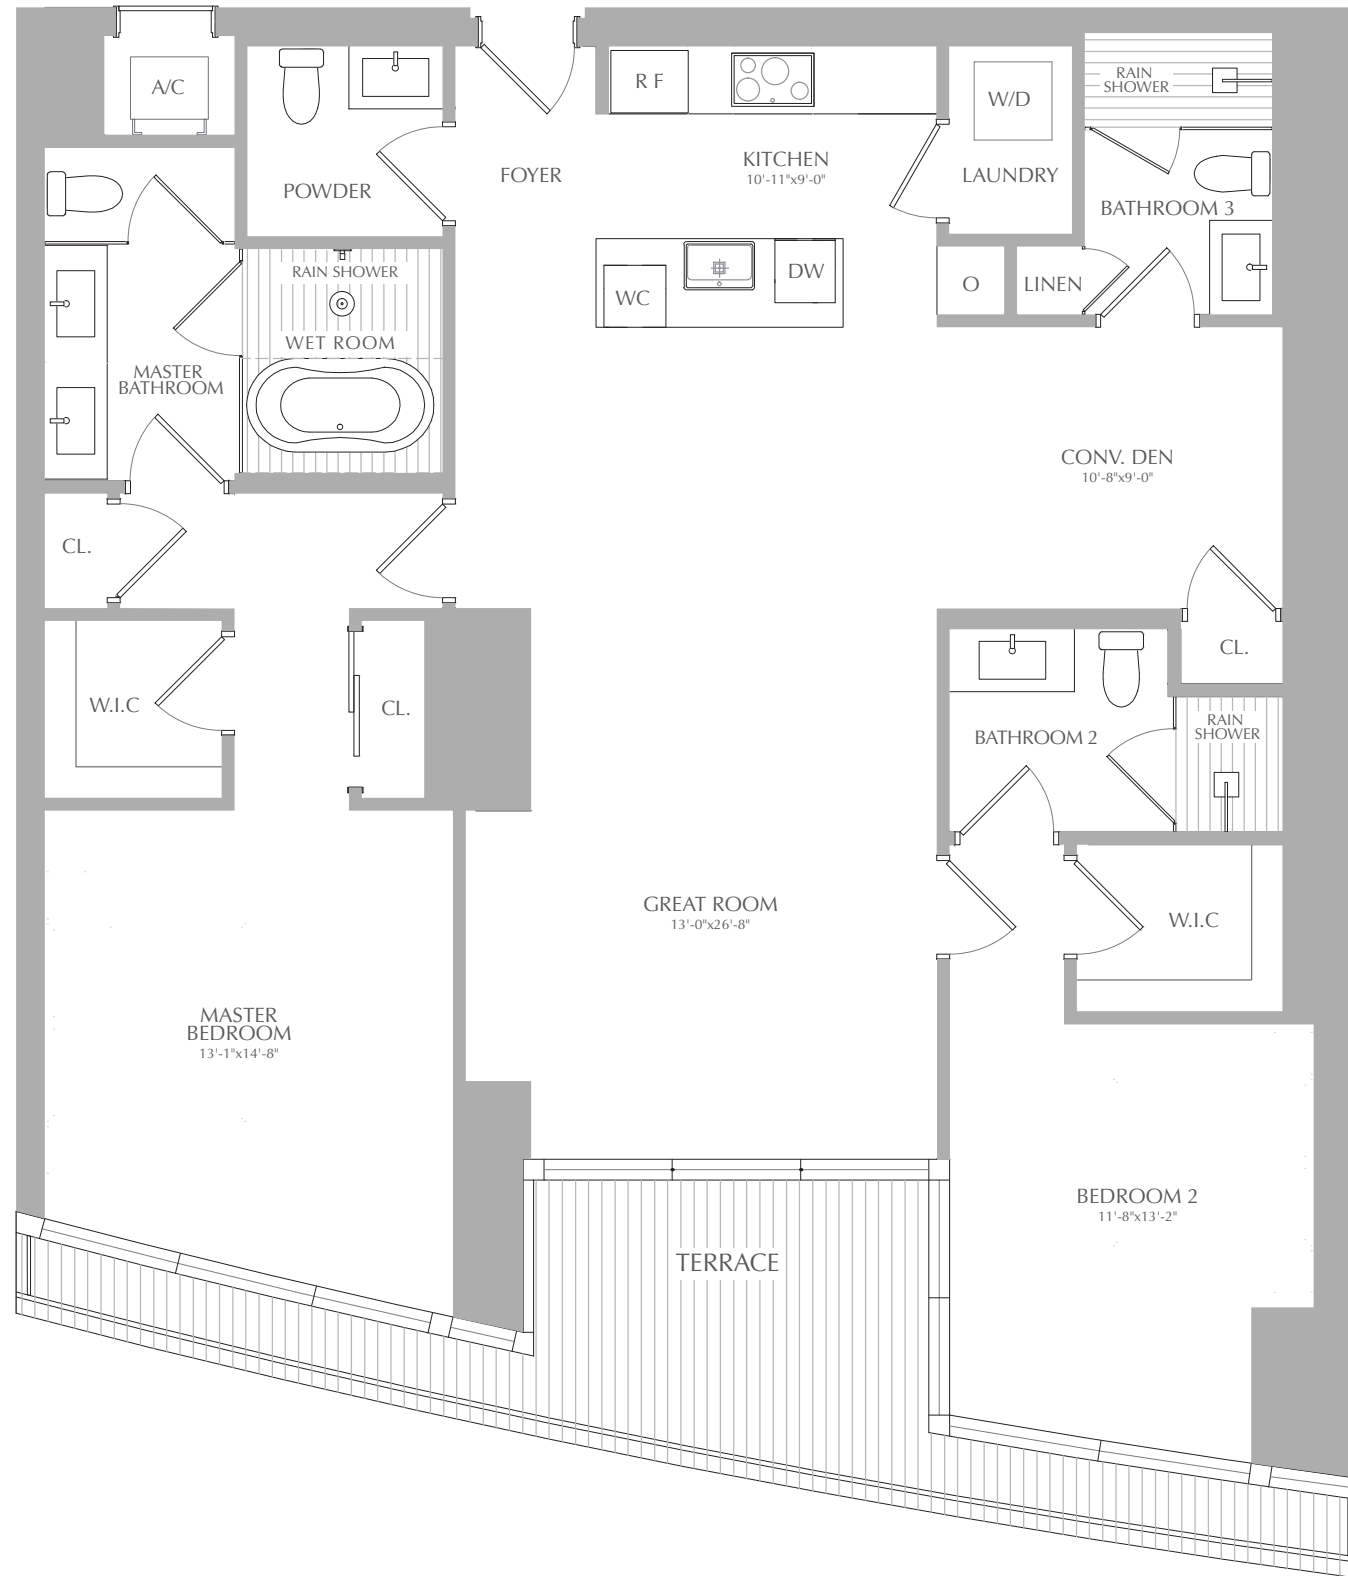 A/C
R F
W/D
RAIN
SHOWER
KITCHEN
10'-11"x9'-0"
FOYER
LAUNDRY
POWDER
BATHROOM 3
RAIN SHOWER
DW
WC
O
LINEN
WET ROOM
MASTER
BATHROOM
CONV. DEN
10'-8"x9'-0"
CL.
CL.
W.I.C
CL.
RAIN
SHOWER
BATHROOM 2
GREAT ROOM
13'-0"x26'-8"
W.I.C
MASTER
BEDROOM
13'-1"x14'-8"
BEDROOM 2
11'-8"x13'-2"
TERRACE